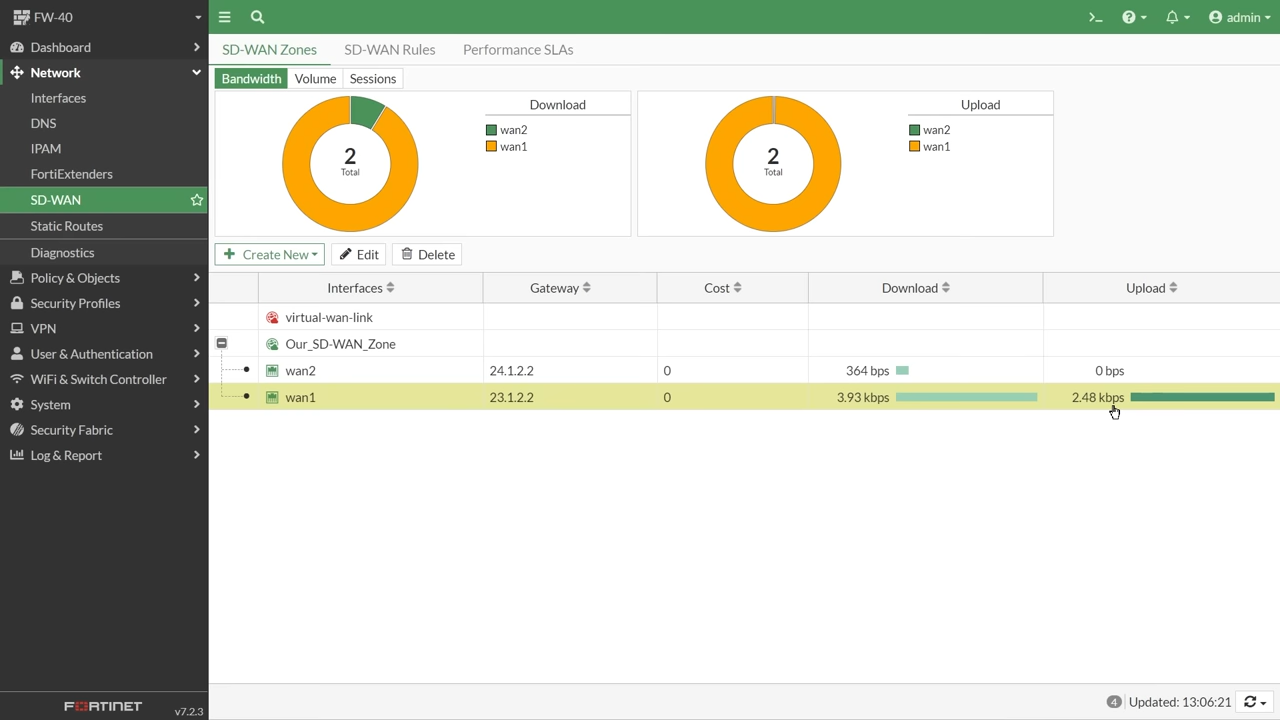 FW-40
admin
Dashboard
Network
Interfaces
DNS
IPAM
FortiExtenders
SD-WAN
Static Routes
Diagnostics
Policy & Objects
Security Profiles
VPN
User & Authentication
WiFi & Switch Controller
System
Security Fabric
Log & Report
FORTINET
v7.2.3
SD-WAN Zones SD-WAN Rules Performance SLAs
Bandwidth Volume Sessions
2
Total
Download
wan2
wan1
2
Total
Upload
wan2
wan1
+ Create New Edit Delete
Interfaces Gateway Cost Download Upload
virtual-wan-link
Our_SD-WAN_Zone
wan2 24.1.2.2 0 364 bps 0 bps
wan1 23.1.2.2 0 3.93 kbps 2.48 kbps
4 Updated: 13:06:21